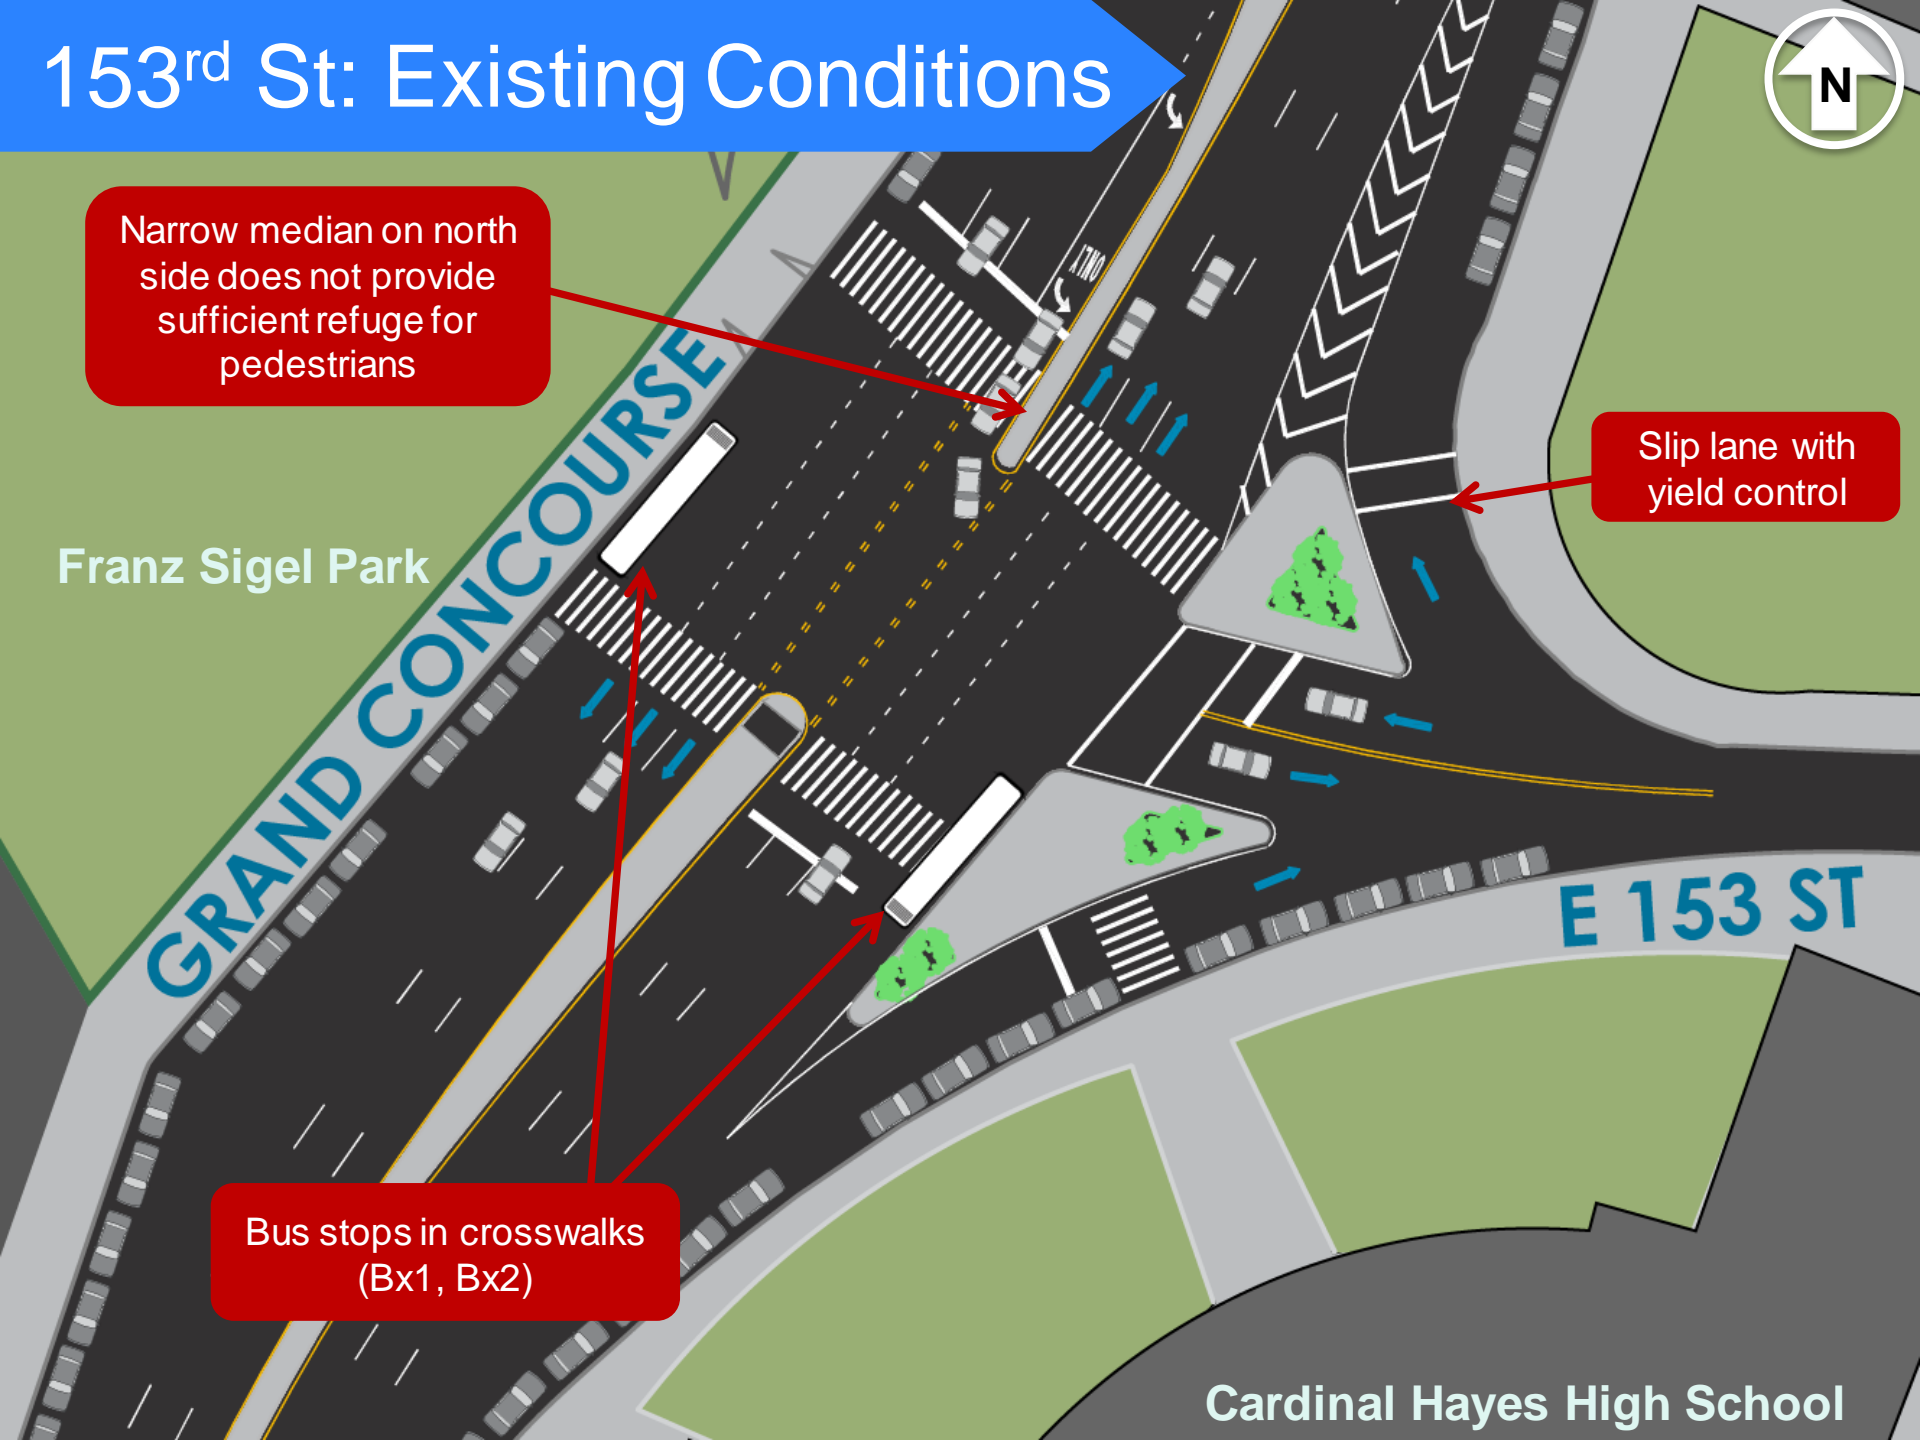 153rd St: Existing Conditions
N
Narrow median on north
side does not provide
sufficient refuge for
pedestrians
ONLY
Slip lane with
yield control
Franz Sigel Park
GRAND CONCOURSE
E 153 ST
Bus stops in crosswalks
(Bx1, Bx2)
Cardinal Hayes High School